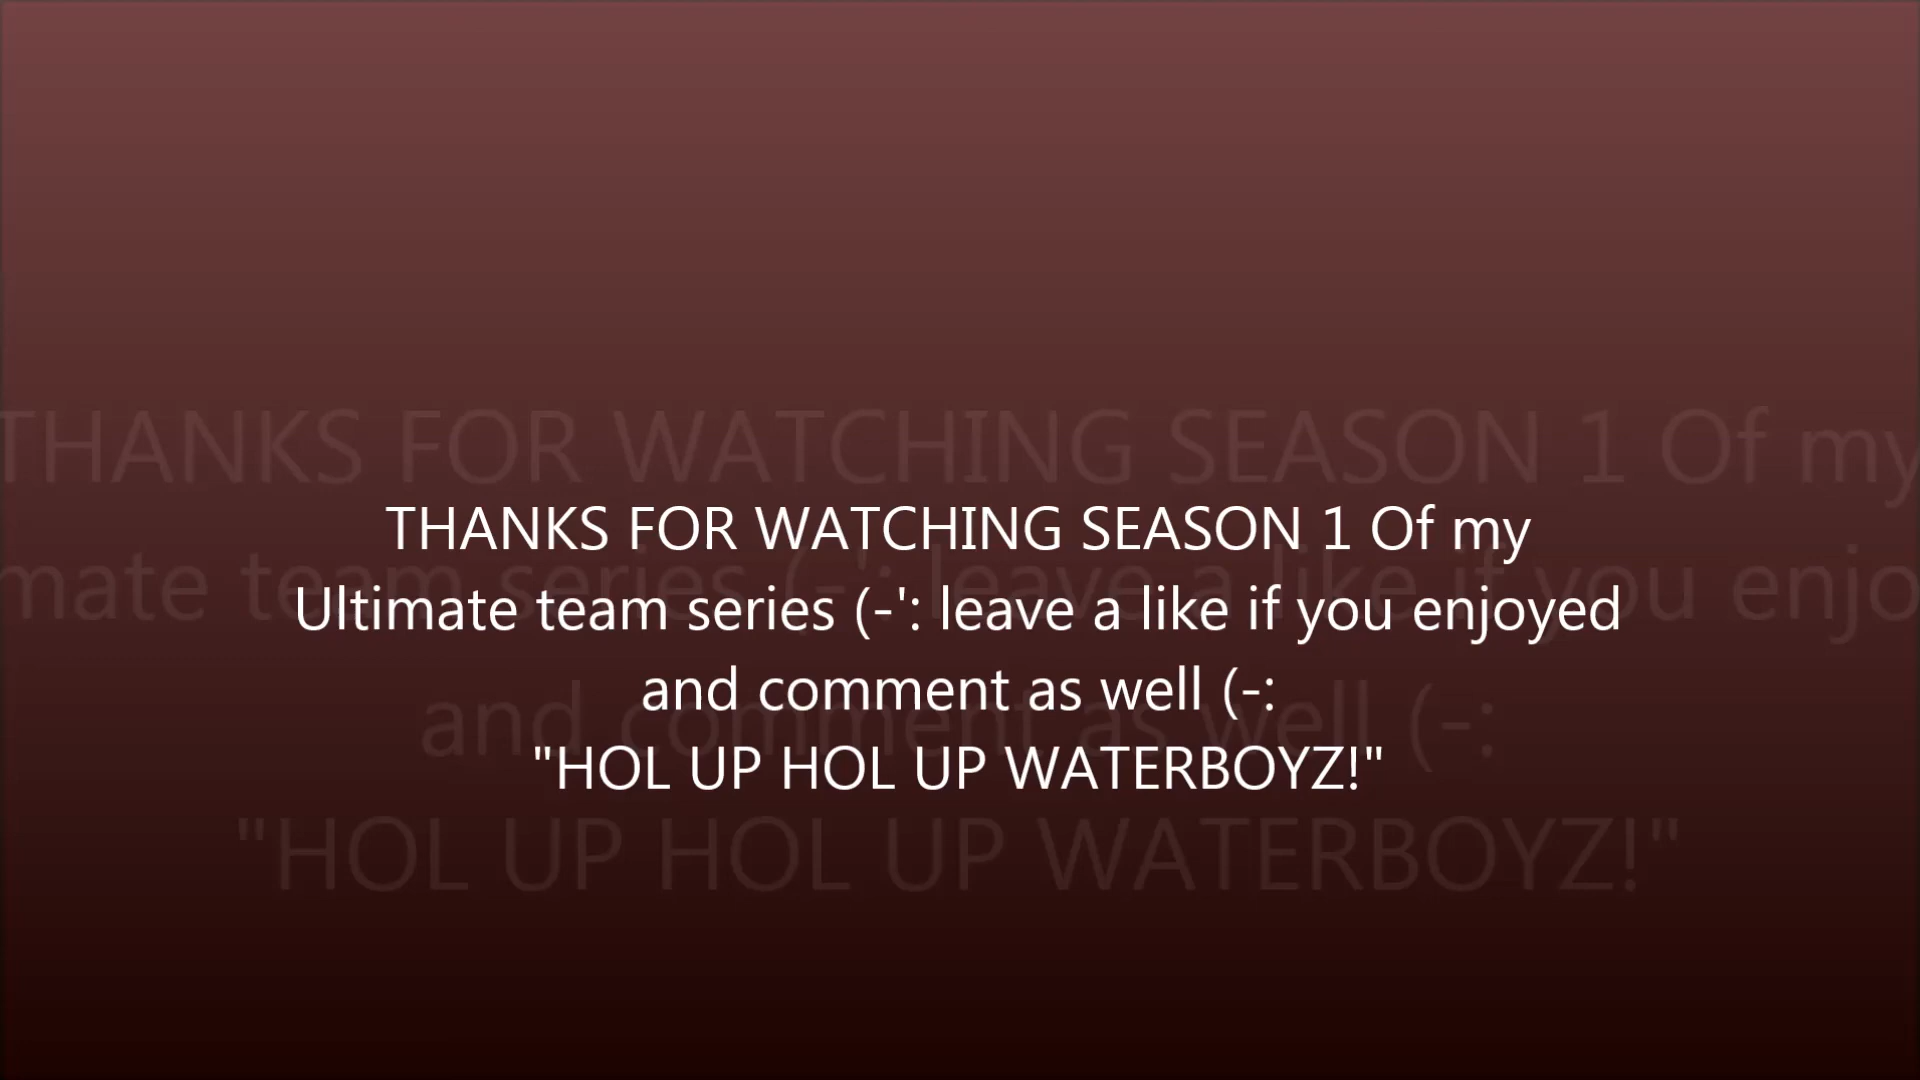 THANKS FOR WATCHING SEASON 1 Of my
Ultimate team series (-': leave a like if you enjoyed
and comment as well (-:
"HOL UP HOL UP WATERBOYZ!"